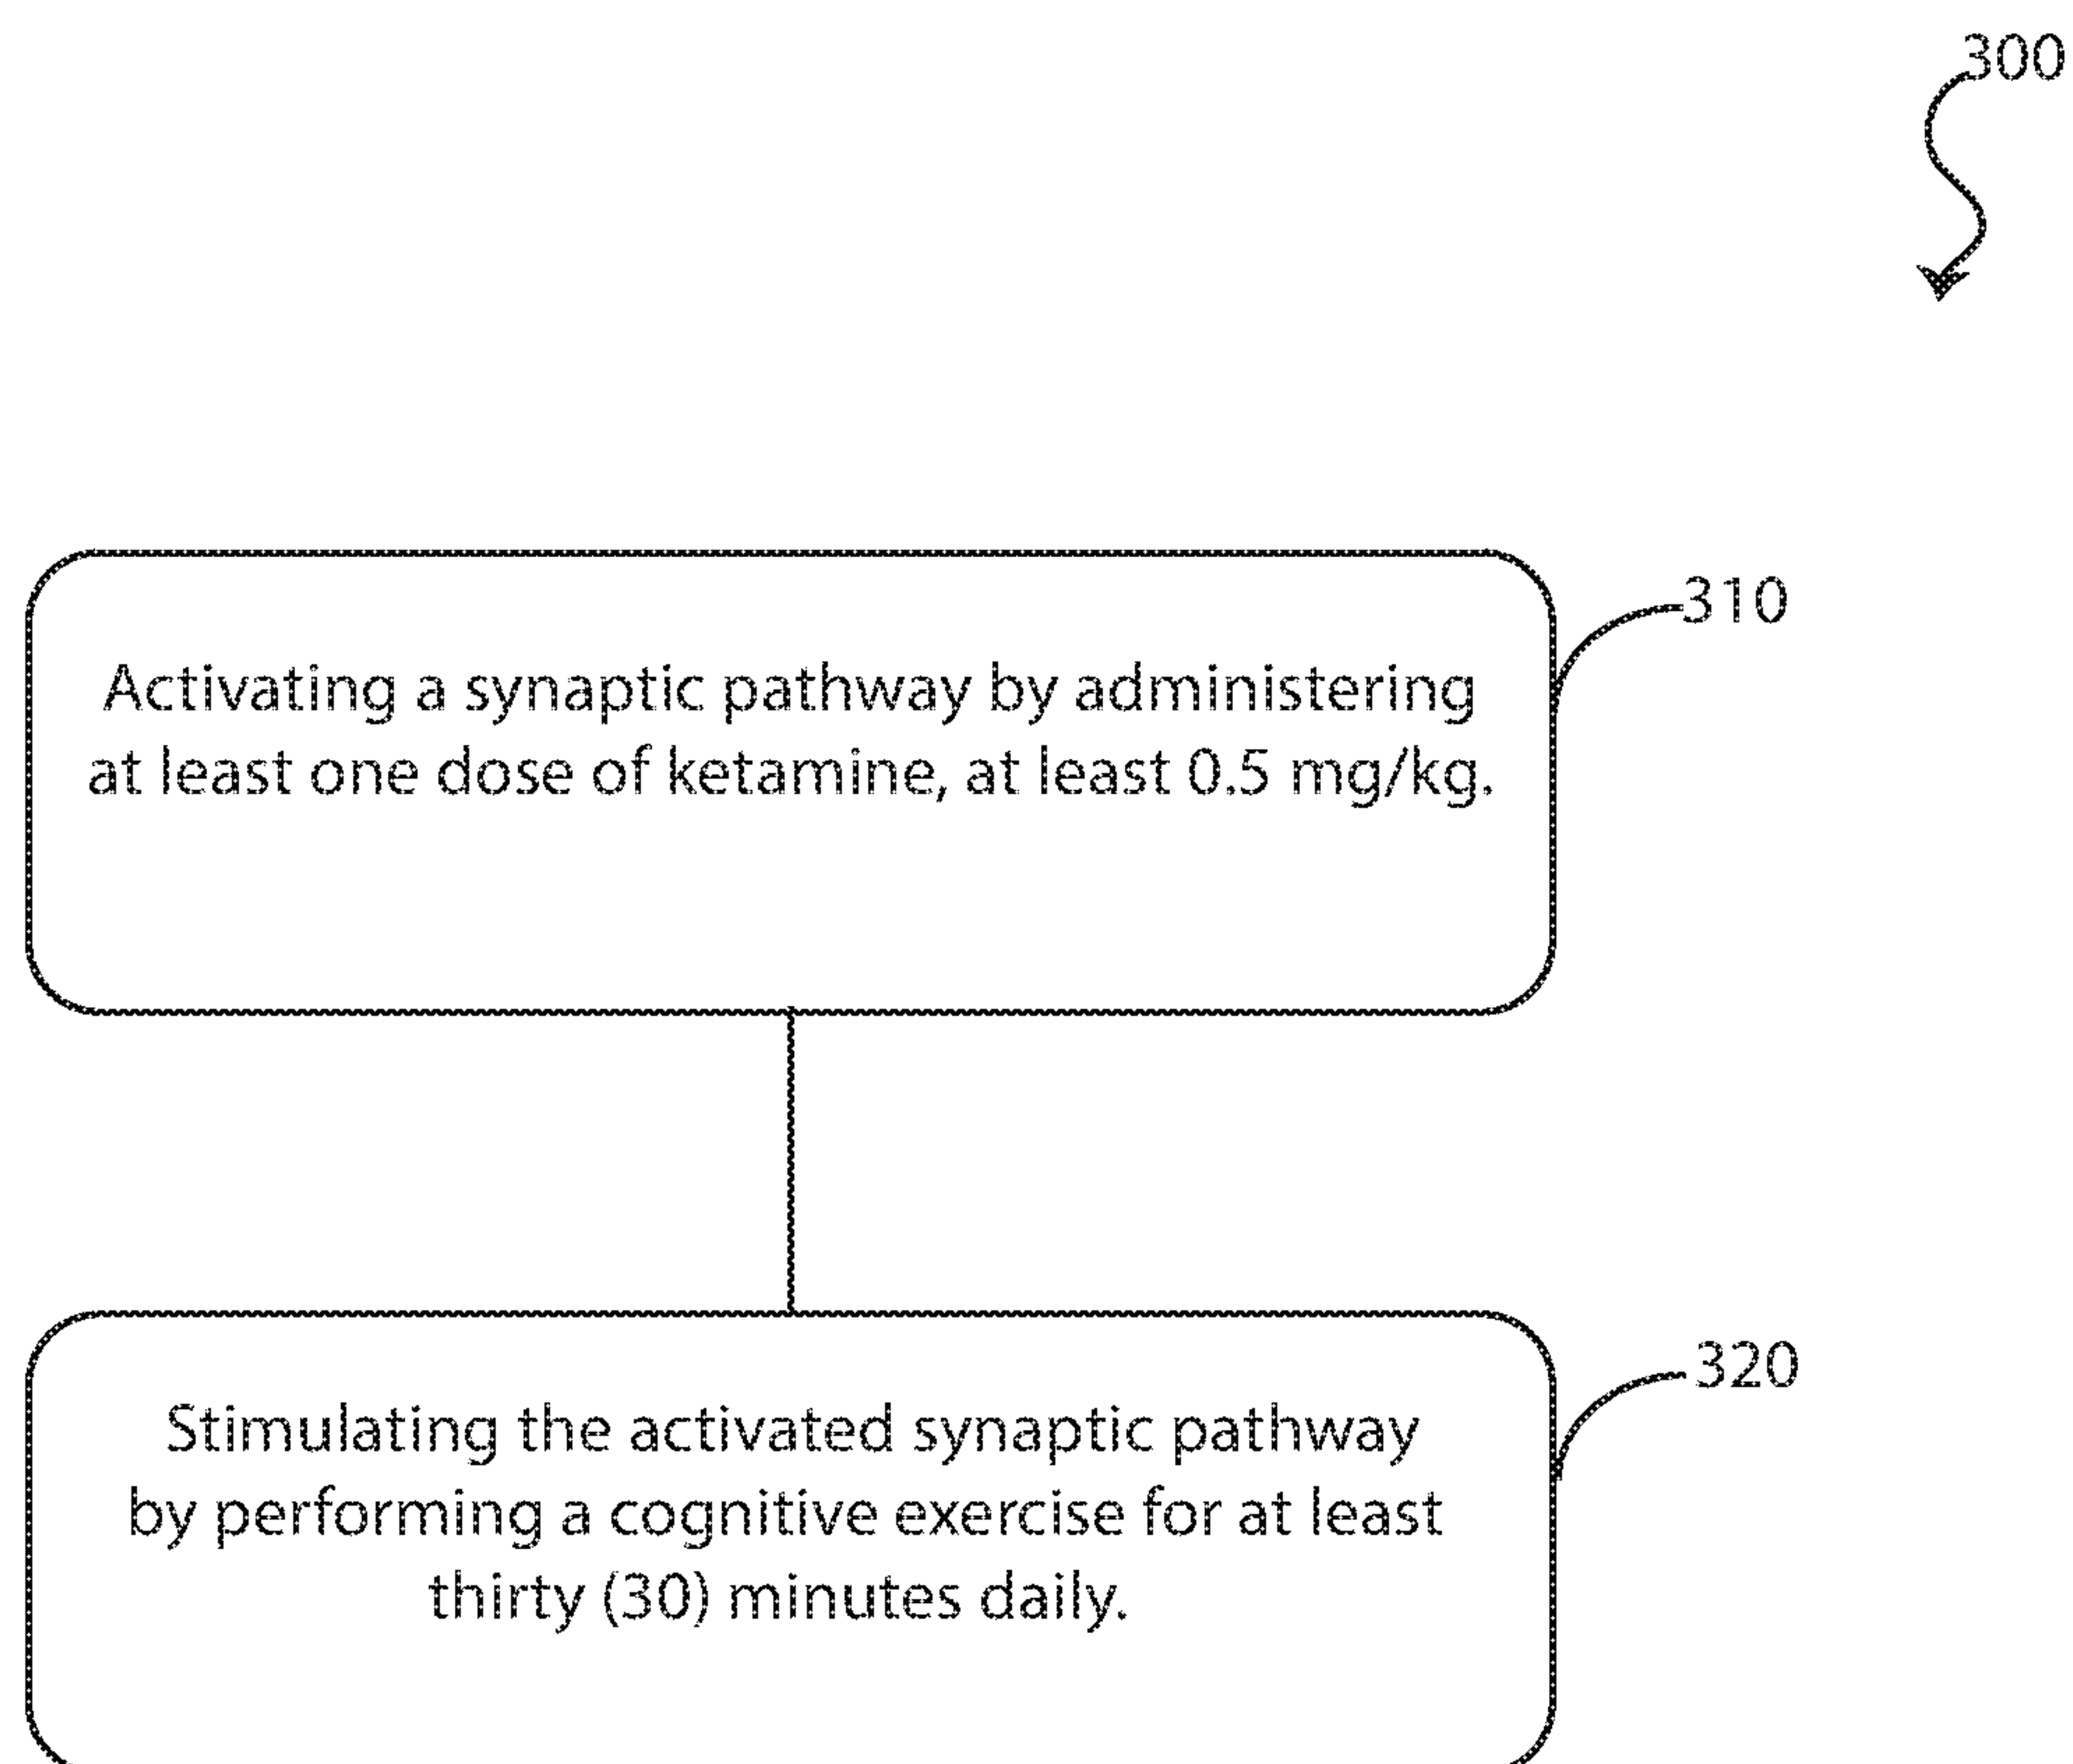 300
310
Activating a synaptic pathway by administering
at least one dose of ketamine, at least 0.5 mg/kg.
320
Stimulating the activated synaptic pathway
by performing a cognitive exercise for at least
thirty (30) minutes daily.